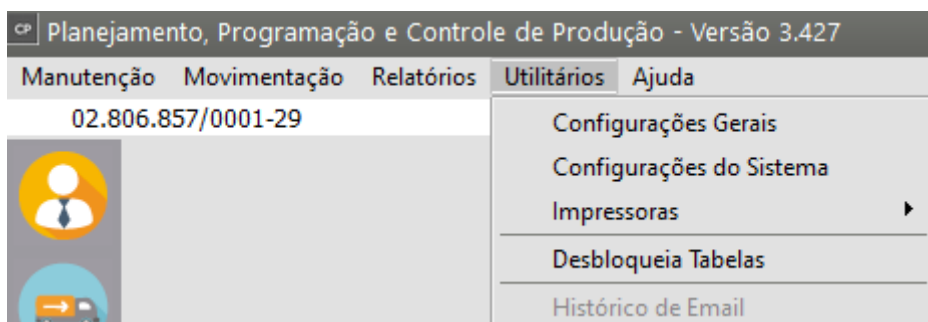 CP Planejamento, Programação e Controle de Produção - Versão 3.427
Manutenção Movimentação Relatórios Utilitários Ajuda
02.806.857/0001-29
Configurações Gerais
Configurações do Sistema
Impressoras
Desbloqueia Tabelas
Histórico de Email